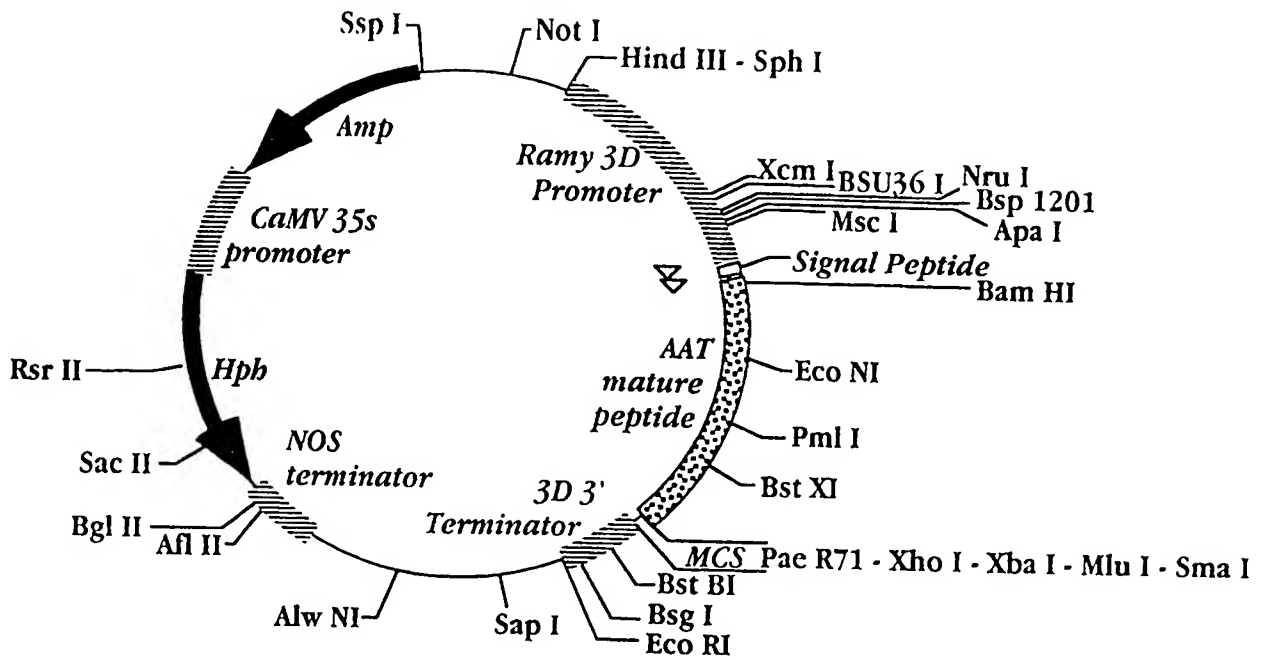 Ssp I
Not I
Hind III - Sph I
Amp
Ramy 3D
Promoter
Xcm I
BSU36 I
Nru I
Bsp 1201
Msc I
Apa I
CaMV 35s
promoter
Signal Peptide
Bam HI
AAT
mature
peptide
Eco NI
Rsr II
Hph
Pml I
Sac II
NOS
terminator
Bst XI
3D 3'
Terminator
Bgl II
Afl II
MCS Pae R71 - Xho I - Xba I - Mlu I - Sma I
Bst BI
Alw NI
Sap I
Bsg I
Eco RI